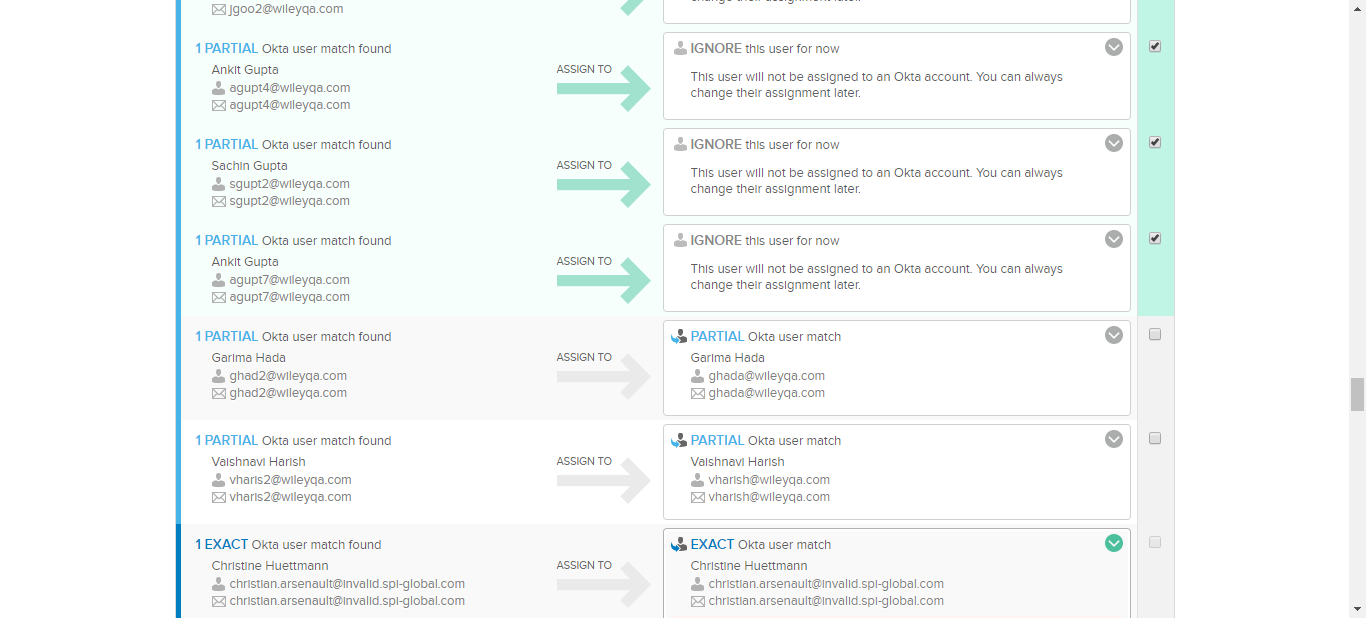 jgoo2@wileyqa.com
change their assignment later.
1 PARTIAL Okta user match found
Ankit Gupta
agupt4@wileyqa.com
agupt4@wileyqa.com
ASSIGN TO
IGNORE this user for now
This user will not be assigned to an Okta account. You can always
change their assignment later.
1 PARTIAL Okta user match found
Sachin Gupta
sgupt2@wileyqa.com
sgupt2@wileyqa.com
ASSIGN TO
IGNORE this user for now
This user will not be assigned to an Okta account. You can always
change their assignment later.
1 PARTIAL Okta user match found
Ankit Gupta
agupt7@wileyqa.com
agupt7@wileyqa.com
ASSIGN TO
IGNORE this user for now
This user will not be assigned to an Okta account. You can always
change their assignment later.
1 PARTIAL Okta user match found
Garima Hada
ghad2@wileyqa.com
ghad2@wileyqa.com
ASSIGN TO
PARTIAL Okta user match
Garima Hada
ghada@wileyqa.com
ghada@wileyqa.com
1 PARTIAL Okta user match found
Vaishnavi Harish
vharis2@wileyqa.com
vharis2@wileyqa.com
ASSIGN TO
PARTIAL Okta user match
Vaishnavi Harish
vharish@wileyqa.com
vharish@wileyqa.com
1 EXACT Okta user match found
Christine Huettmann
christian.arsenault@invalid.spi-global.com
christian.arsenault@invalid.spi-global.com
ASSIGN TO
EXACT Okta user match
Christine Huettmann
christian.arsenault@invalid.spi-global.com
christian.arsenault@invalid.spi-global.com